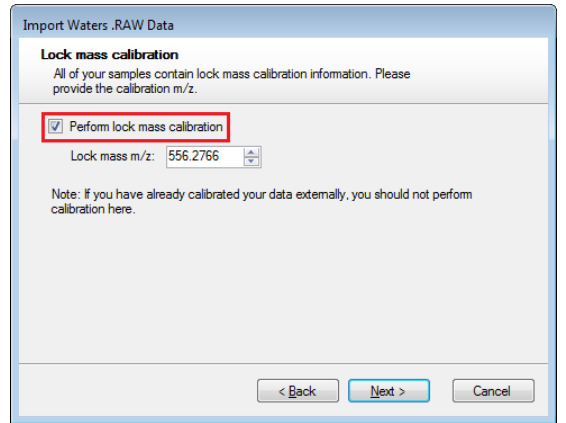 Import Waters .RAW Data
Lock mass calibration
All of your samples contain lock mass calibration information. Please
provide the calibration m/z.
Perform lock mass calibration
Lock mass m/z: 556.2766
Note: If you have already calibrated your data externally, you should not perform
calibration here.
< Back Next > Cancel